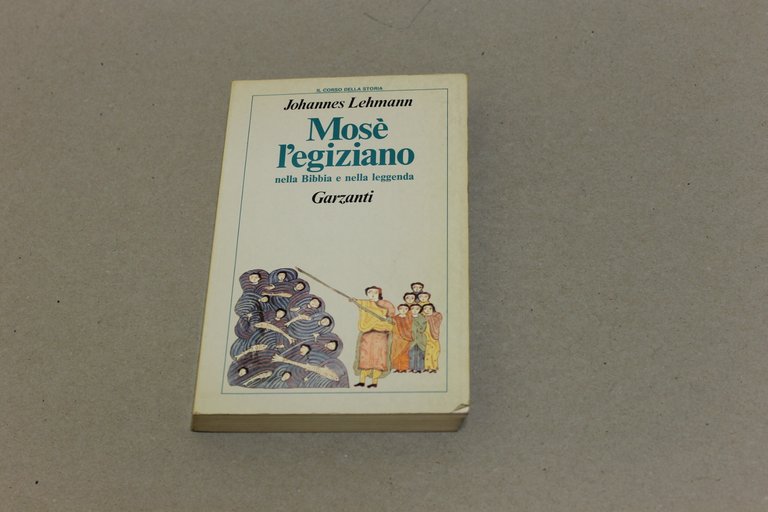 IL CORSO DELLA STORIA
Johannes Lehmann
Mosè
l'egiziano
nella Bibbia e nella leggenda
Garzanti